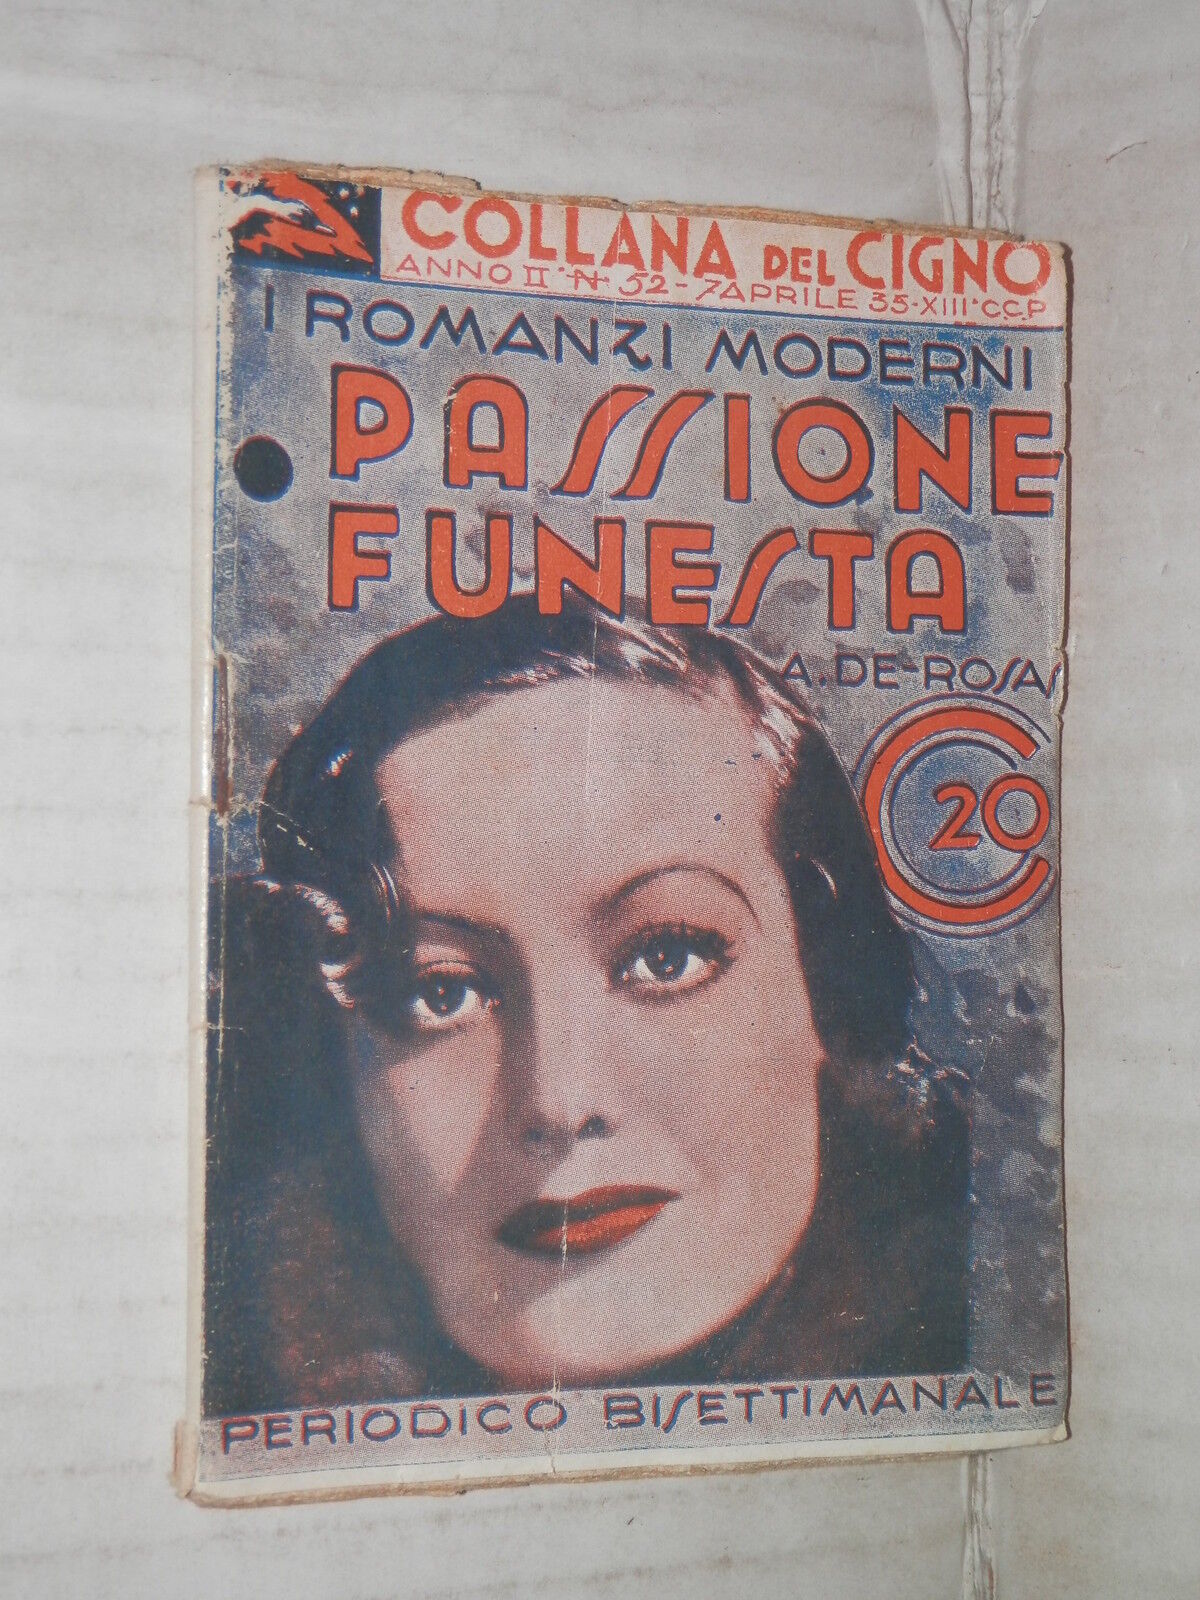 COLLANA DEL CIGNO
ANNO II° N° 52 - 7 APRILE 35 - XIII° C.C.P
I ROMANZI MODERNI
PASSIONE
FUNESTA
A. DE-ROSAS
C 20
PERIODICO BISETTIMANALE